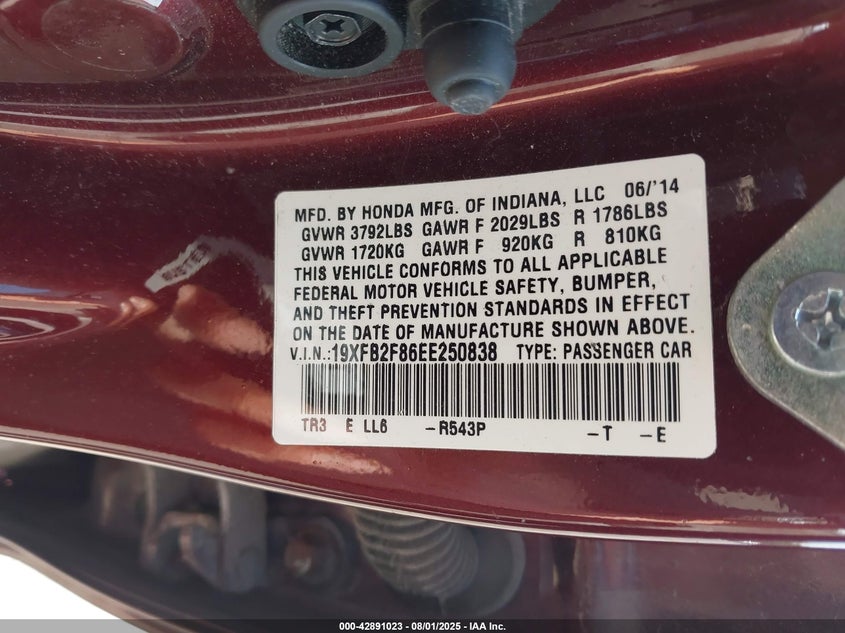 MFD. BY HONDA MFG. OF INDIANA, LLC 06/'14
GVWR 3792LBS GAWR F 2029LBS R 1786LBS
GVWR 1720KG GAWR F 920KG R 810KG
THIS VEHICLE CONFORMS TO ALL APPLICABLE
FEDERAL MOTOR VEHICLE SAFETY, BUMPER,
AND THEFT PREVENTION STANDARDS IN EFFECT
ON THE DATE OF MANUFACTURE SHOWN ABOVE.
V.I.N.:19XFB2F86EE250838 TYPE: PASSENGER CAR
TR3 E LL6 -R543P -T -E
000-42891023 - 08/01/2025 - IAA Inc.